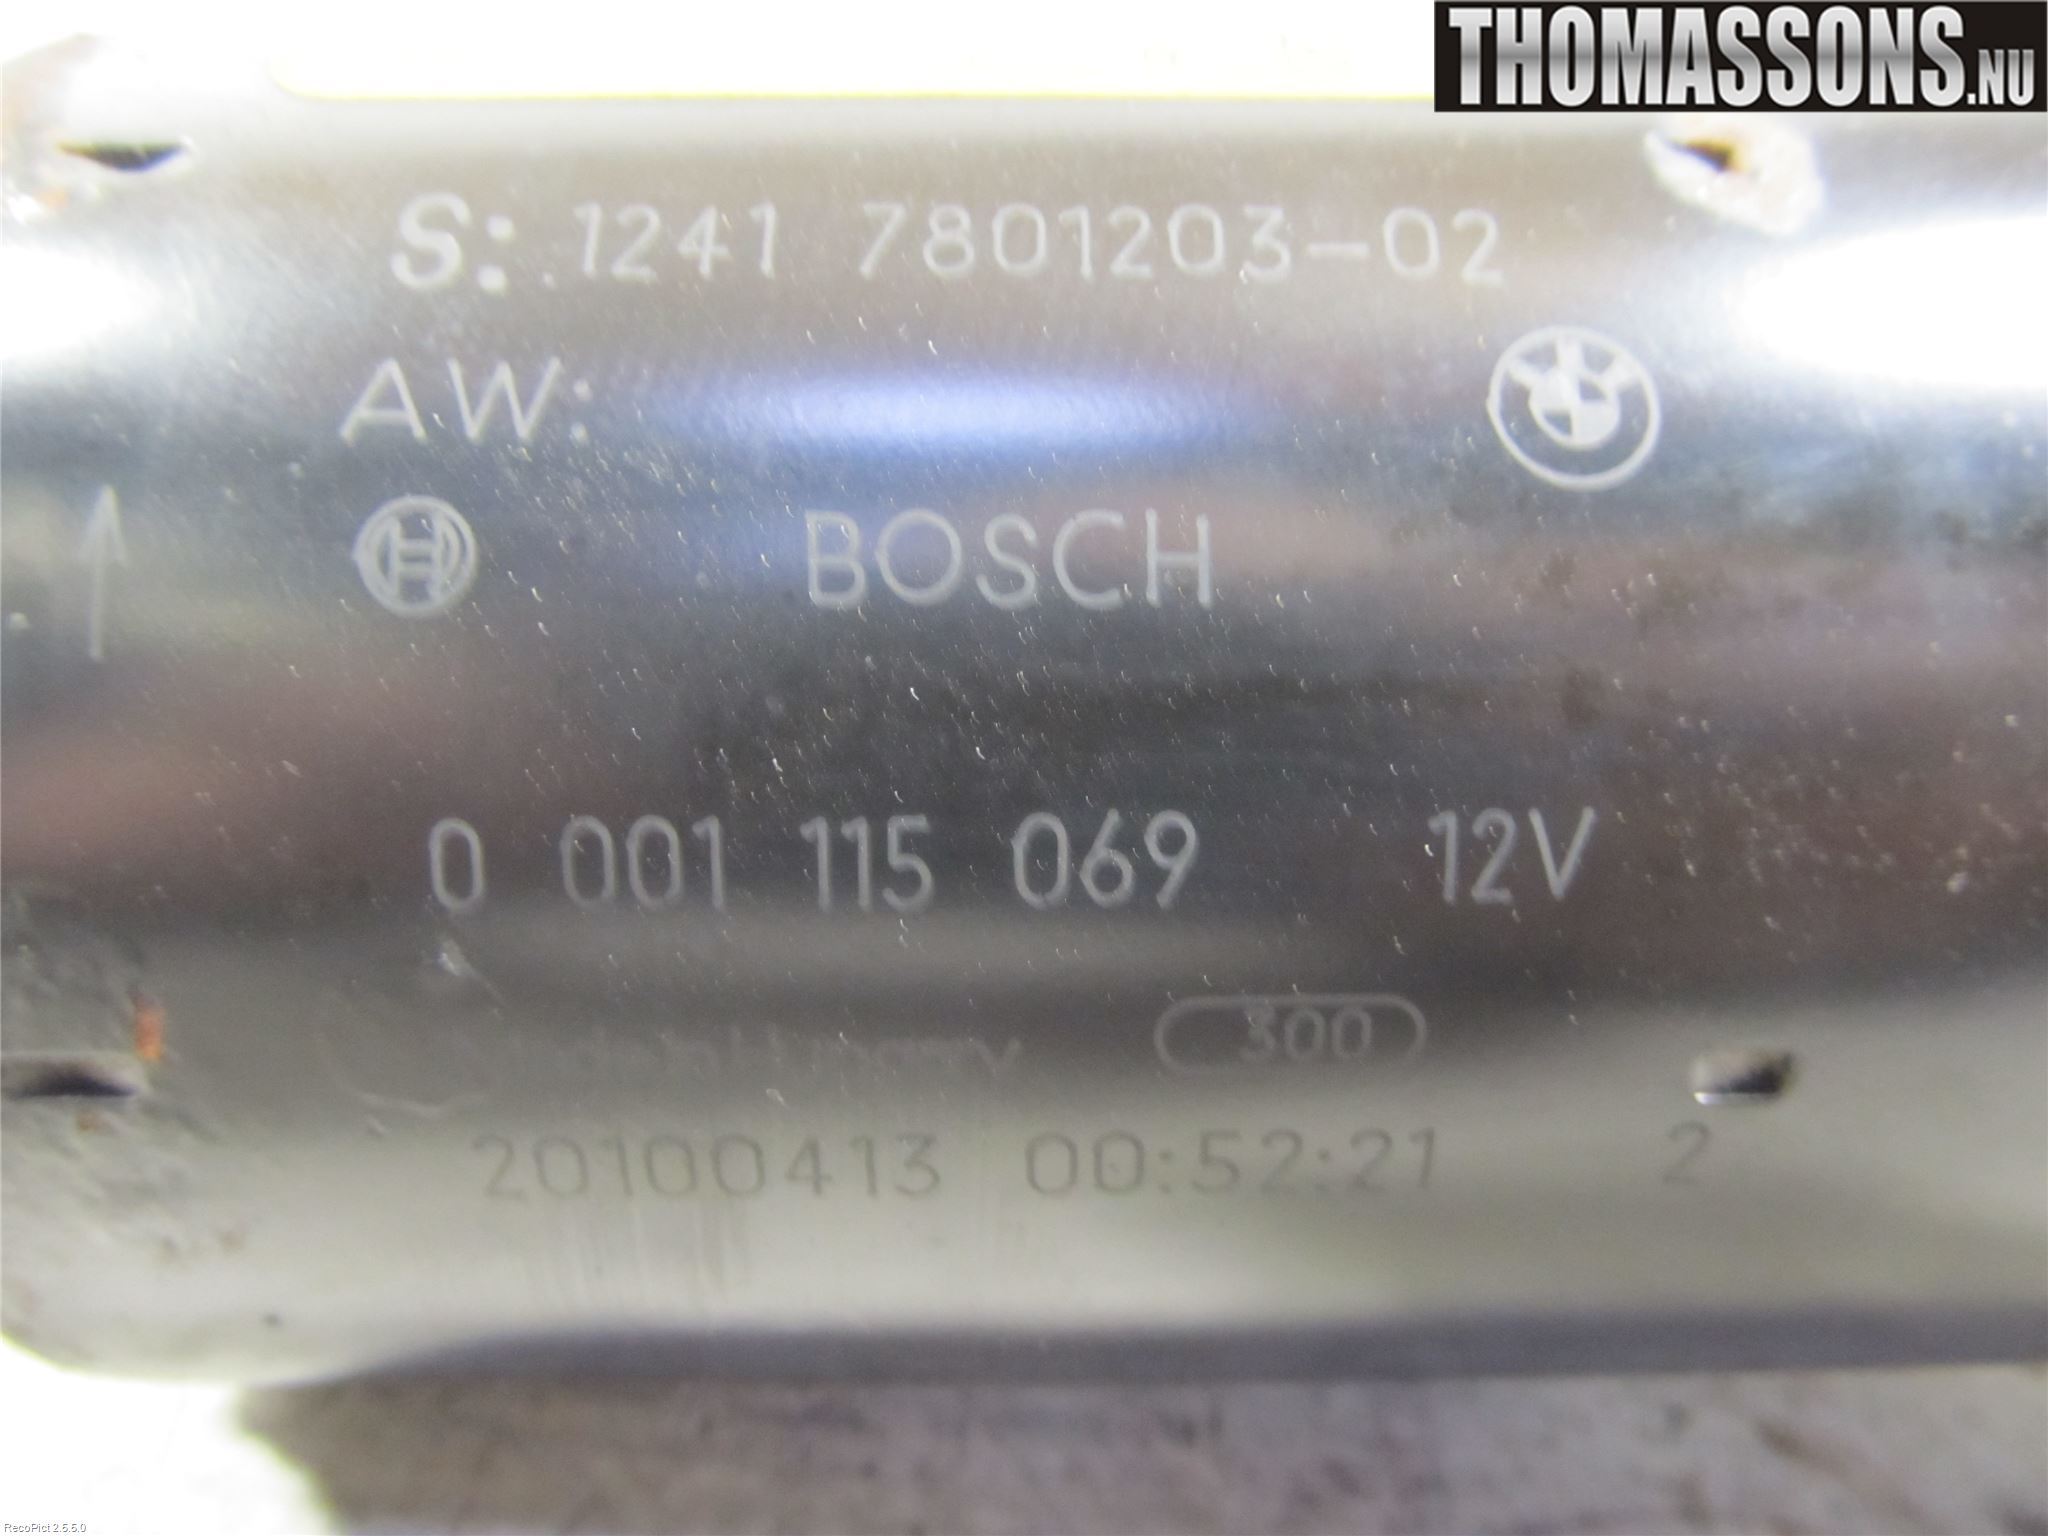 THOMASSONS.NU
S: 1241 7801203-02
AW:
BOSCH
0 001 115 069 12V
300
20100413 00:52:21 2
RecoPict 2.5.5.0